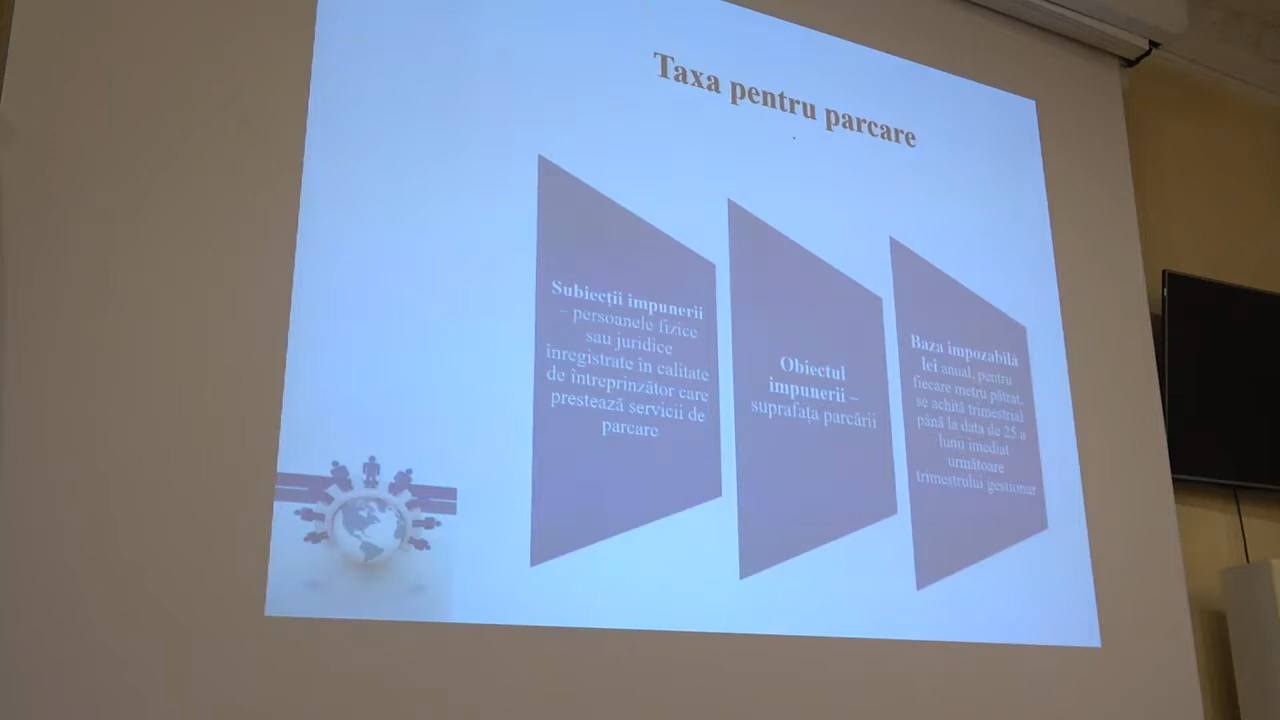 Taxa pentru parcare
Subiecții impunerii
– persoanele fizice
sau juridice
înregistrate în calitate
de întreprinzător care
prestează servicii de
parcare
Obiectul
impunerii –
suprafața parcării
Baza impozabilă
lei anual, pentru
fiecare metru pătrat,
se achită trimestrial
până la data de 25 a
lunii imediat
următoare
trimestrului gestionar